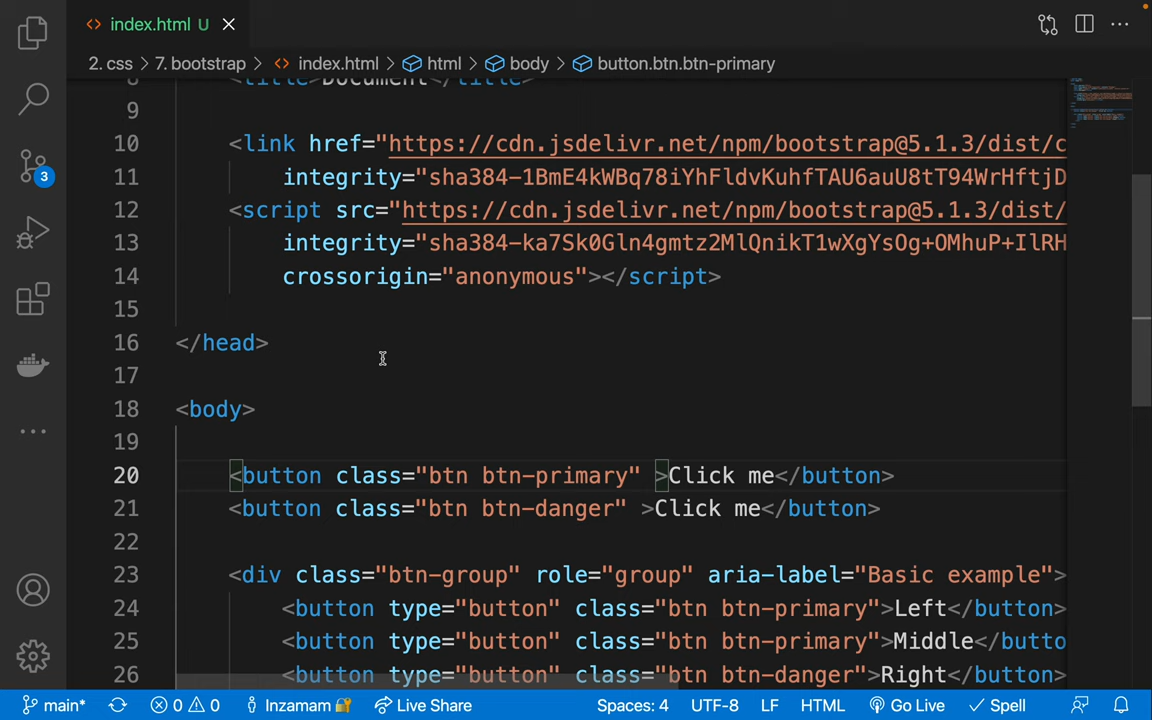 index.html U
2. css > 7. bootstrap > index.html > html > body > button.btn.btn-primary
8 <title>Document</title>
9
10 <link href="https://cdn.jsdelivr.net/npm/bootstrap@5.1.3/dist/c
11 integrity="sha384-1BmE4kWBq78iYhFldvKuhfTAU6auU8tT94WrHftjD
12 <script src="https://cdn.jsdelivr.net/npm/bootstrap@5.1.3/dist/
13 integrity="sha384-ka7Sk0Gln4gmtz2MlQnikT1wXgYsOg+OMhuP+IlRH
14 crossorigin="anonymous"></script>
15
16 </head>
17
18 <body>
19
20 <button class="btn btn-primary" >Click me</button>
21 <button class="btn btn-danger" >Click me</button>
22
23 <div class="btn-group" role="group" aria-label="Basic example">
24 <button type="button" class="btn btn-primary">Left</button>
25 <button type="button" class="btn btn-primary">Middle</butto
26 <button type="button" class="btn btn-danger">Right</button>
3
main* 0 0 Inzamam Live Share Spaces: 4 UTF-8 LF HTML Go Live Spell